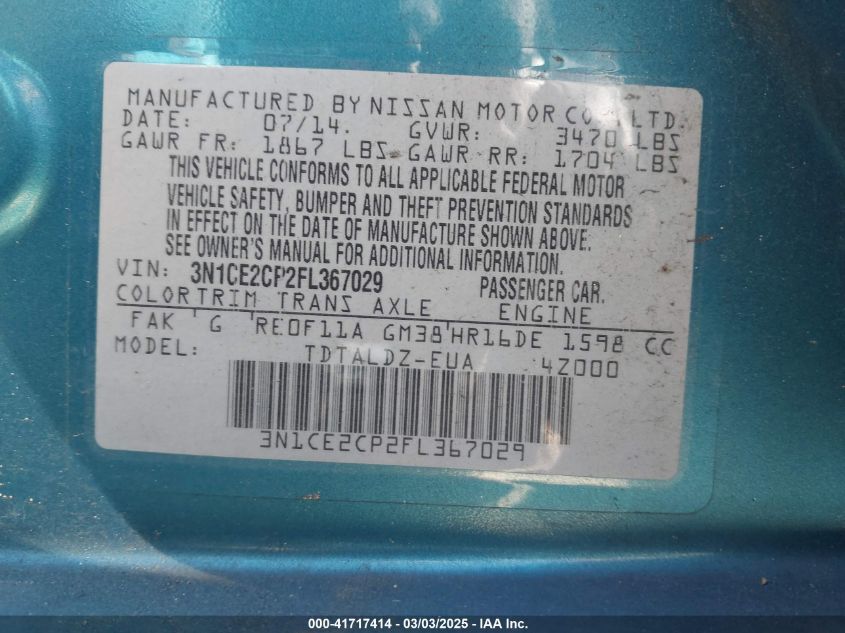 MANUFACTURED BY NISSAN MOTOR CO., LTD.
DATE: 07/14. GVWR: 3470 LBS
GAWR FR: 1867 LBS GAWR RR: 1704 LBS
THIS VEHICLE CONFORMS TO ALL APPLICABLE FEDERAL MOTOR
VEHICLE SAFETY, BUMPER AND THEFT PREVENTION STANDARDS
IN EFFECT ON THE DATE OF MANUFACTURE SHOWN ABOVE.
SEE OWNER'S MANUAL FOR ADDITIONAL INFORMATION.
VIN: 3N1CE2CP2FL367029 PASSENGER CAR.
COLORTRIM TRANS AXLE ENGINE
FAK ' G 'RE0F11A GM38'HR16DE 1598 CC
MODEL: TDTALDZ-EUA 4Z000
3N1CE2CP2FL367029
000-41717414 - 03/03/2025 - IAA Inc.